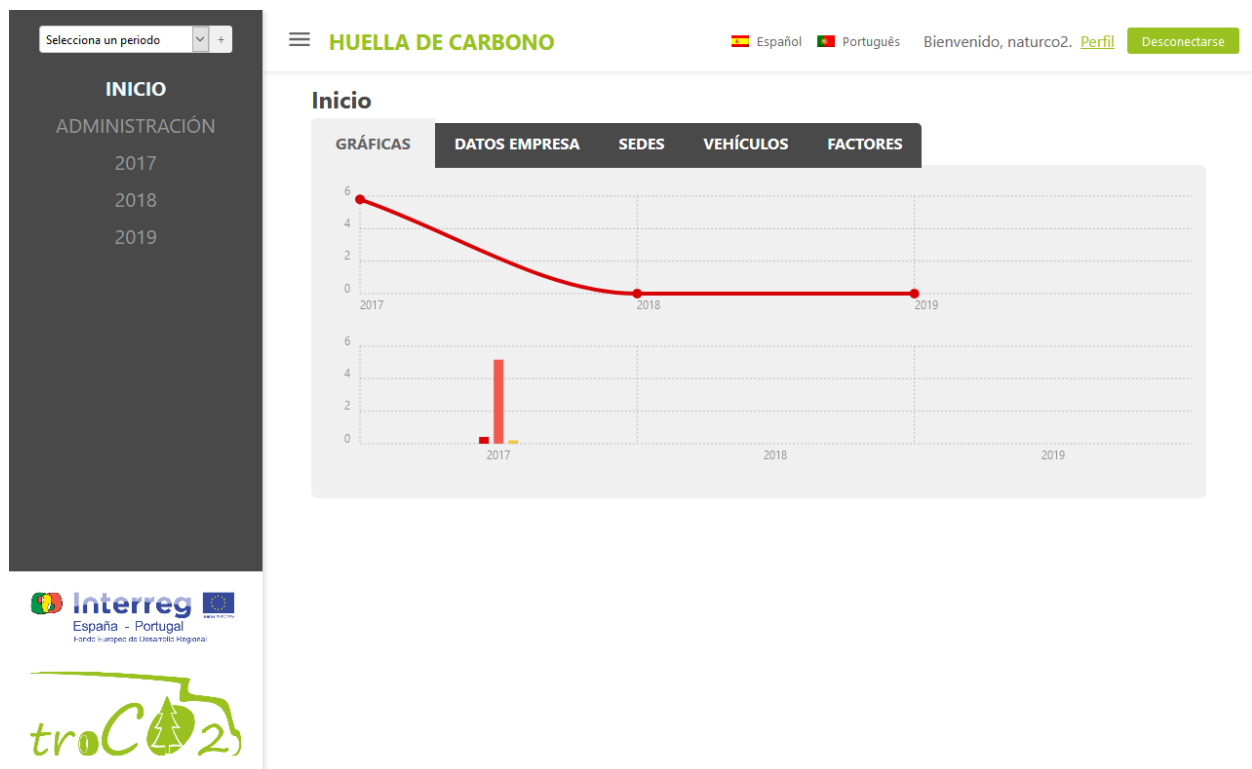 Selecciona un periodo +
INICIO
ADMINISTRACIÓN
2017
2018
2019
HUELLA DE CARBONO
Español Português Bienvenido, naturco2. Perfil Desconectarse
Inicio
GRÁFICAS DATOS EMPRESA SEDES VEHÍCULOS FACTORES
6
4
2
0
2017 2018 2019
6
4
2
0
2017 2018 2019
Interreg
España - Portugal
Fondo Europeo de Desarrollo Regional
troCO2